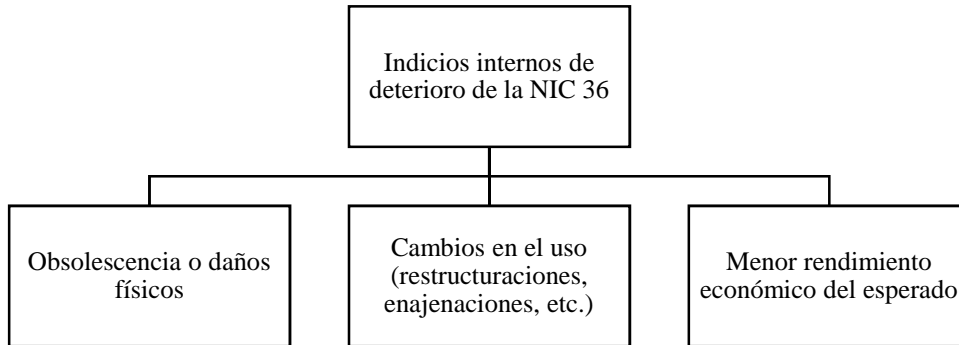 Indicios internos de
deterioro de la NIC 36
Obsolescencia o daños
físicos
Cambios en el uso
(restructuraciones,
enajenaciones, etc.)
Menor rendimiento
económico del esperado